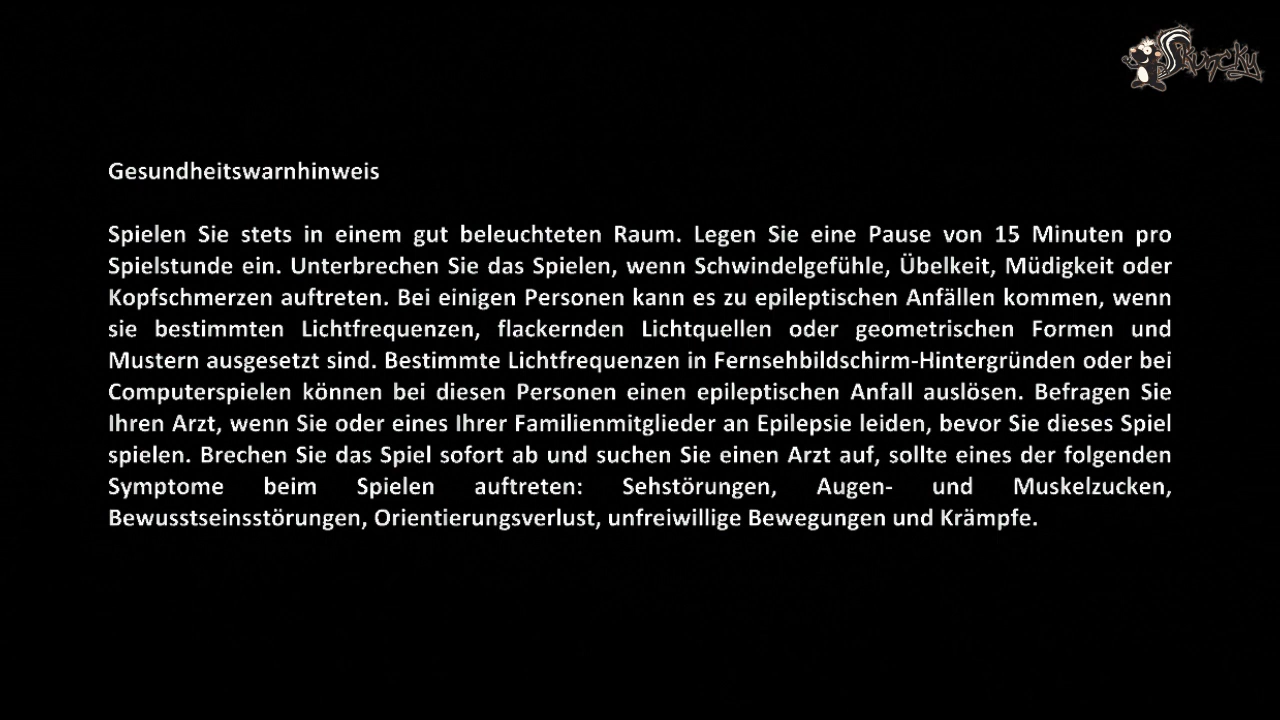 Skuncky
Gesundheitswarnhinweis
Spielen Sie stets in einem gut beleuchteten Raum. Legen Sie eine Pause von 15 Minuten pro
Spielstunde ein. Unterbrechen Sie das Spielen, wenn Schwindelgefühle, Übelkeit, Müdigkeit oder
Kopfschmerzen auftreten. Bei einigen Personen kann es zu epileptischen Anfällen kommen, wenn
sie bestimmten Lichtfrequenzen, flackernden Lichtquellen oder geometrischen Formen und
Mustern ausgesetzt sind. Bestimmte Lichtfrequenzen in Fernsehbildschirm-Hintergründen oder bei
Computerspielen können bei diesen Personen einen epileptischen Anfall auslösen. Befragen Sie
Ihren Arzt, wenn Sie oder eines Ihrer Familienmitglieder an Epilepsie leiden, bevor Sie dieses Spiel
spielen. Brechen Sie das Spiel sofort ab und suchen Sie einen Arzt auf, sollte eines der folgenden
Symptome beim Spielen auftreten: Sehstörungen, Augen- und Muskelzucken,
Bewusstseinsstörungen, Orientierungsverlust, unfreiwillige Bewegungen und Krämpfe.